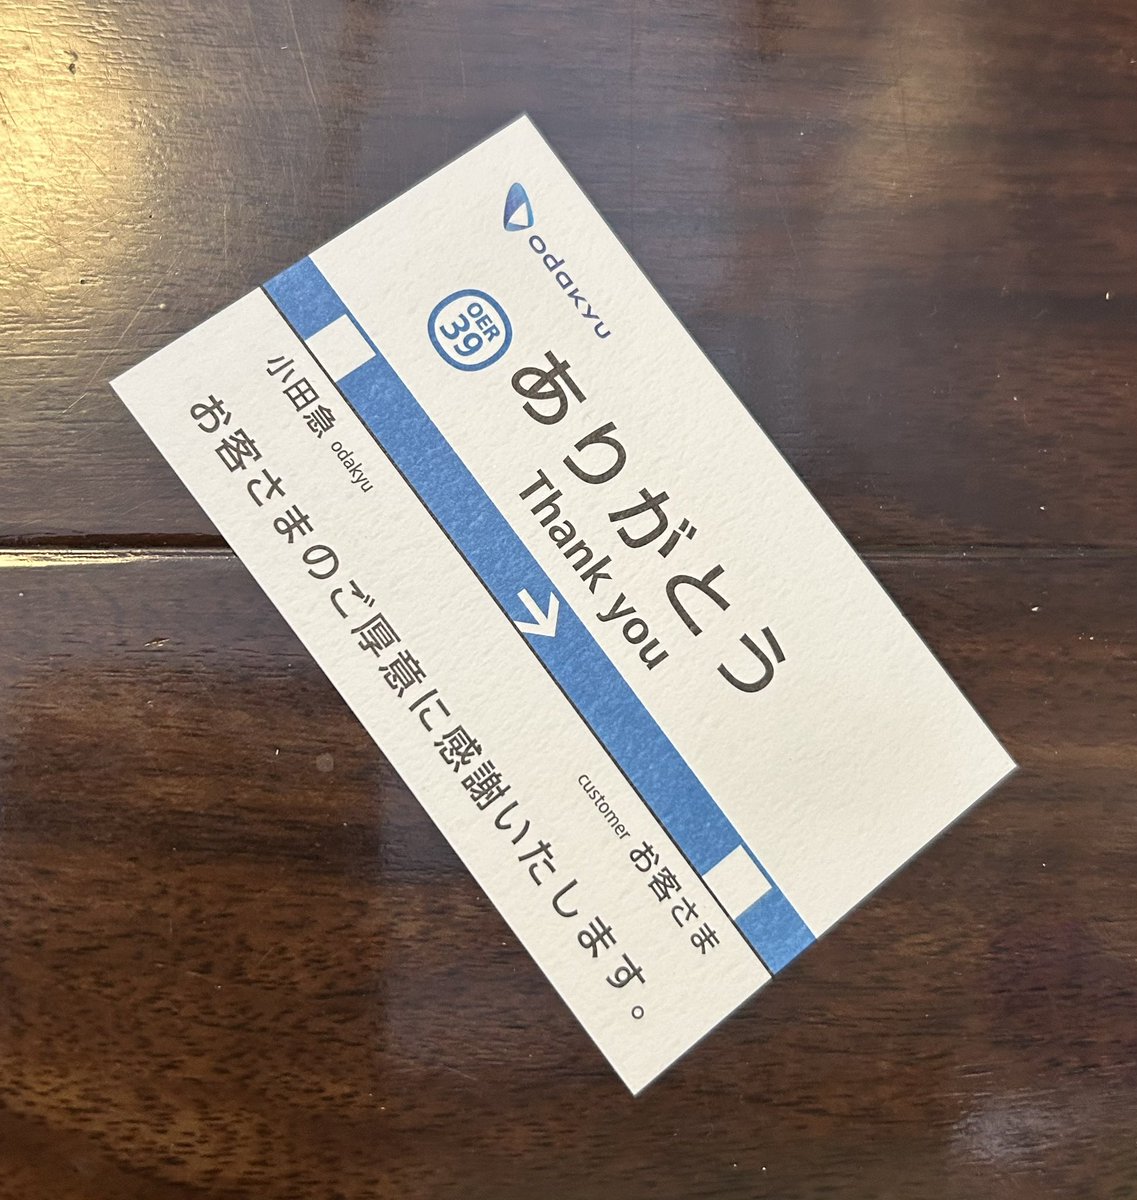 odakyu
OER
39
ありがとう
Thank you
小田急 odakyu
customer お客さま
お客さまのご厚意に感謝いたします。